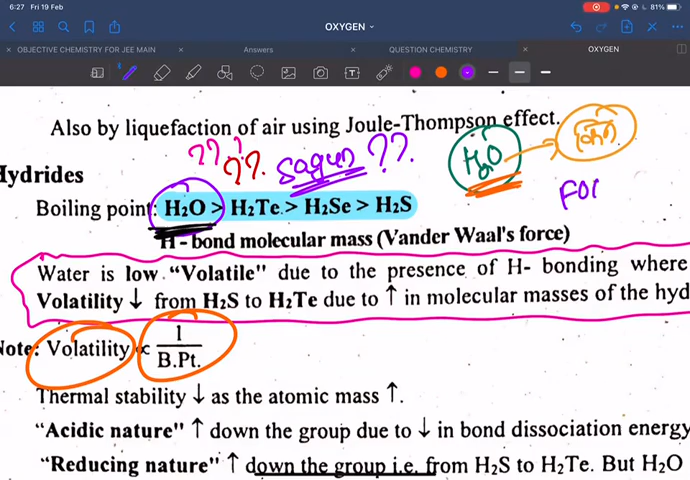 6:27 Fri 19 Feb
81%
OXYGEN
OBJECTIVE CHEMISTRY FOR JEE MAIN
Answers
QUESTION CHEMISTRY
OXYGEN
Also by liquefaction of air using Joule-Thompson effect.
?? ?
??.
sagun ??.
H2O
FOI
Hydrides
Boiling point: H₂O > H₂Te > H₂Se > H₂S
H - bond molecular mass (Vander Waal's force)
Water is low "Volatile" due to the presence of H- bonding where
Volatility ↓ from H₂S to H₂Te due to ↑ in molecular masses of the hyd
Note: Volatility ∝ 1/B.Pt.
Thermal stability ↓ as the atomic mass ↑.
"Acidic nature" ↑ down the group due to ↓ in bond dissociation energy
"Reducing nature" ↑ down the group i.e. from H₂S to H₂Te. But H₂O